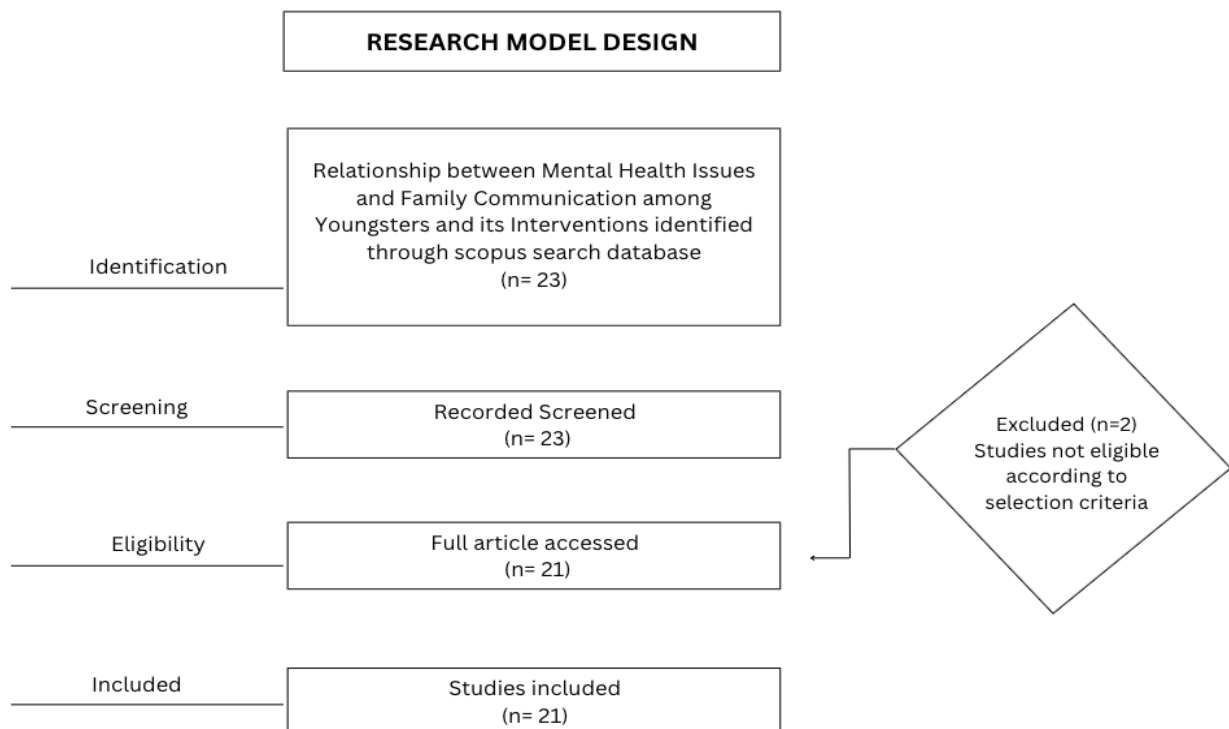 RESEARCH MODEL DESIGN
Relationship between Mental Health Issues
and Family Communication among
Youngsters and its Interventions identified
through scopus search database
(n= 23)
Identification
Screening
Recorded Screened
(n= 23)
Excluded (n=2)
Studies not eligible
according to
selection criteria
Eligibility
Full article accessed
(n= 21)
Included
Studies included
(n= 21)